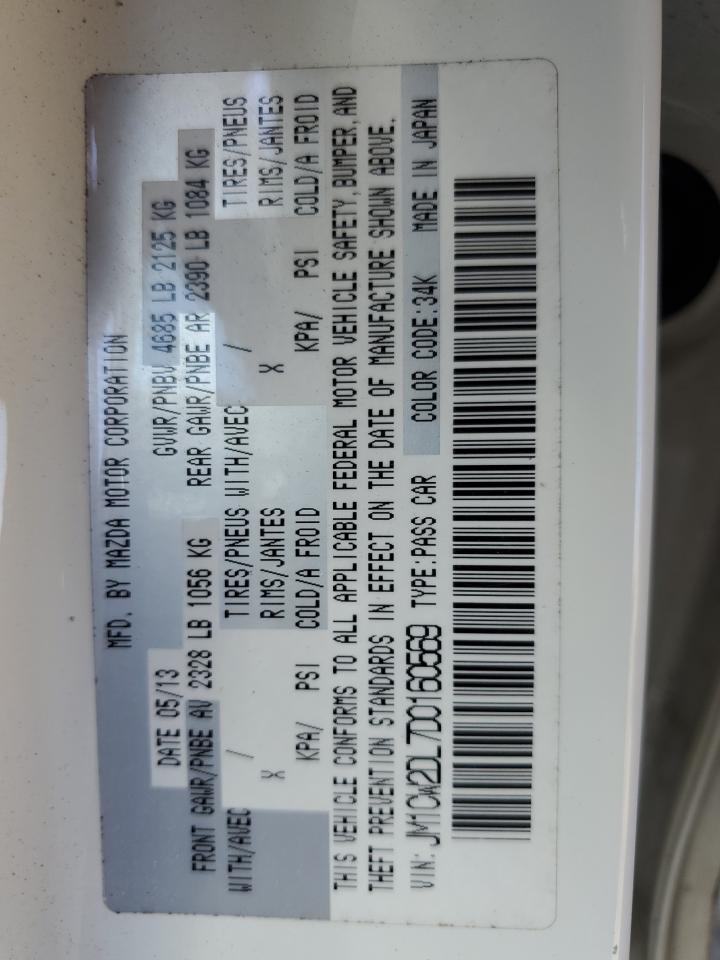 MFD. BY MAZDA MOTOR CORPORATION
DATE 05/13 GVWR/PNBV 4685 LB 2125 KG
FRONT GAWR/PNBE AV 2328 LB 1056 KG REAR GAWR/PNBE AR 2390 LB 1084 KG
WITH/AVEC / TIRES/PNEUS WITH/AVEC / TIRES/PNEUS
X RIMS/JANTES X RIMS/JANTES
KPA/ PSI COLD/A FROID KPA/ PSI COLD/A FROID
THIS VEHICLE CONFORMS TO ALL APPLICABLE FEDERAL MOTOR VEHICLE SAFETY, BUMPER, AND
THEFT PREVENTION STANDARDS IN EFFECT ON THE DATE OF MANUFACTURE SHOWN ABOVE.
VIN: JM1CW2DL7D0160569 TYPE:PASS CAR COLOR CODE:34K MADE IN JAPAN